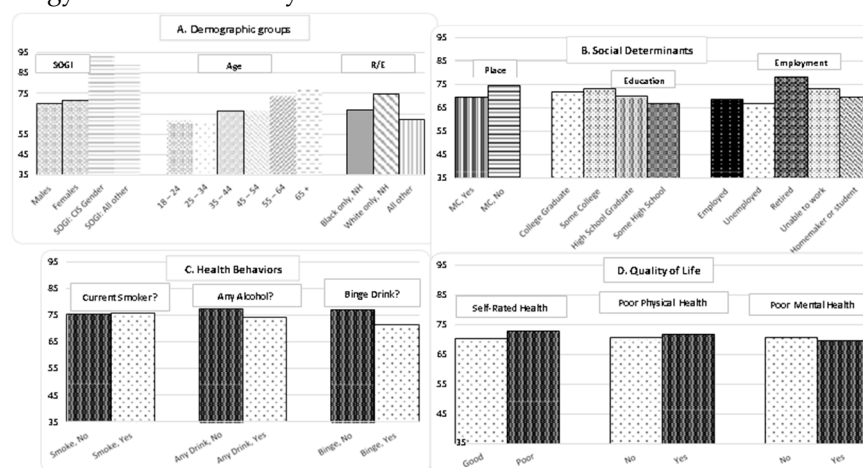 A. Demographic groups
95
85
75
65
55
45
35
SOGI
Age
R/E
Males
Females
SOGI: CIS Gender
SOGI: All other
18 – 24
25 – 34
35 – 44
45 – 54
55 – 64
65 +
Black only, NH
White only, NH
All other
B. Social Determinants
95
85
75
65
55
45
35
Place
Education
Employment
MC, Yes
MC, No
College Graduate
Some College
High School Graduate
Some High School
Employed
Unemployed
Retired
Unable to work
Homemaker or student
C. Health Behaviors
95
85
75
65
55
45
35
Current Smoker?
Any Alcohol?
Binge Drink?
Smoke, No
Smoke, Yes
Any Drink, No
Any Drink, Yes
Binge, No
Binge, Yes
D. Quality of Life
95
85
75
65
55
45
35
Self-Rated Health
Poor Physical Health
Poor Mental Health
Good
Poor
No
Yes
No
Yes